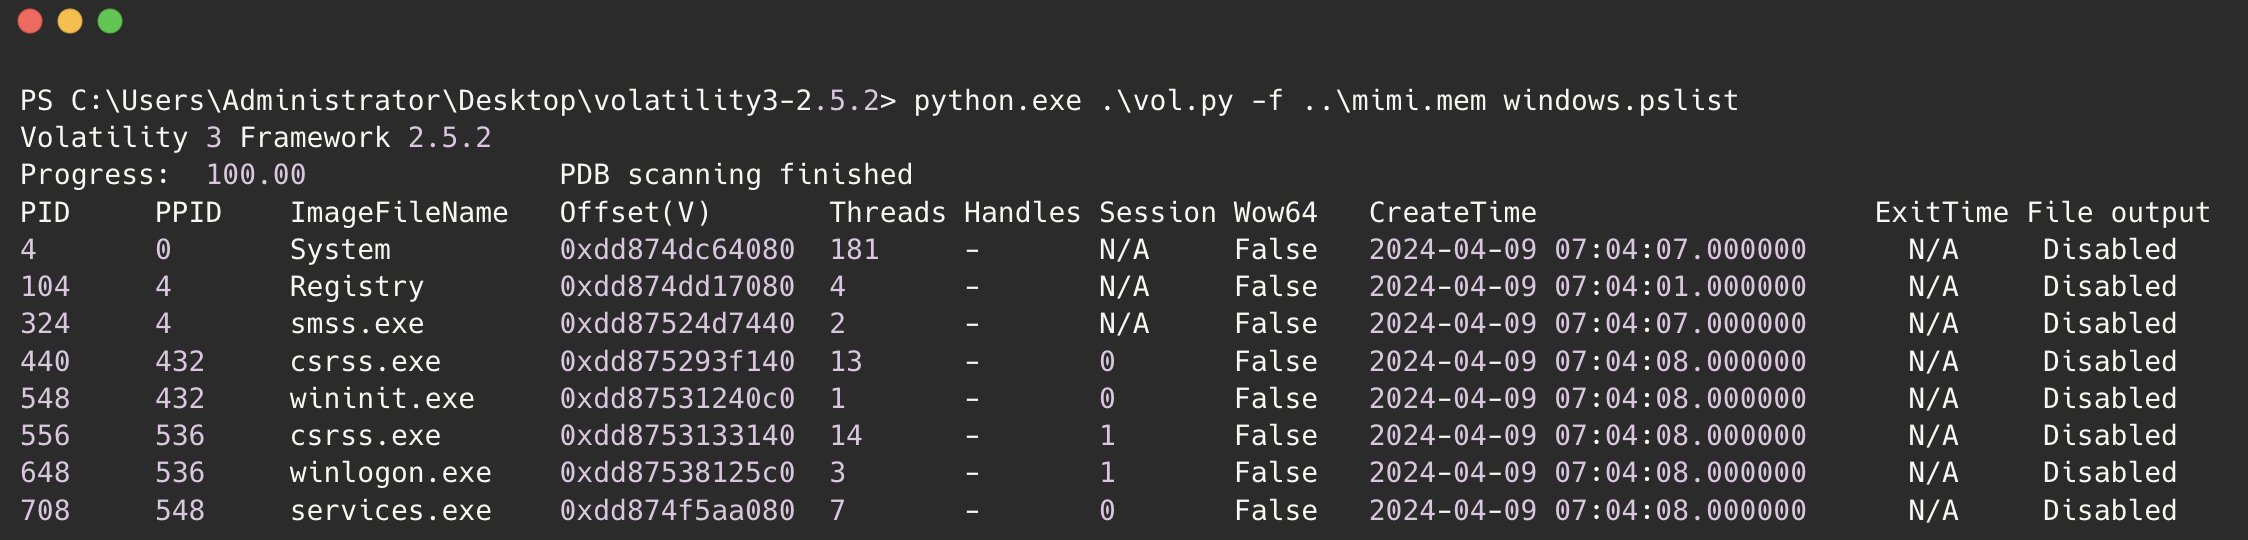 PS C:\Users\Administrator\Desktop\volatility3-2.5.2> python.exe .\vol.py -f ..\mimi.mem windows.pslist
Volatility 3 Framework 2.5.2
Progress:  100.00               PDB scanning finished
PID     PPID    ImageFileName   Offset(V)       Threads Handles Session Wow64   CreateTime                    ExitTime File output
4       0       System          0xdd874dc64080  181     -       N/A     False   2024-04-09 07:04:07.000000      N/A     Disabled
104     4       Registry        0xdd874dd17080  4       -       N/A     False   2024-04-09 07:04:01.000000      N/A     Disabled
324     4       smss.exe        0xdd87524d7440  2       -       N/A     False   2024-04-09 07:04:07.000000      N/A     Disabled
440     432     csrss.exe       0xdd875293f140  13      -       0       False   2024-04-09 07:04:08.000000      N/A     Disabled
548     432     wininit.exe     0xdd87531240c0  1       -       0       False   2024-04-09 07:04:08.000000      N/A     Disabled
556     536     csrss.exe       0xdd8753133140  14      -       1       False   2024-04-09 07:04:08.000000      N/A     Disabled
648     536     winlogon.exe    0xdd87538125c0  3       -       1       False   2024-04-09 07:04:08.000000      N/A     Disabled
708     548     services.exe    0xdd874f5aa080  7       -       0       False   2024-04-09 07:04:08.000000      N/A     Disabled